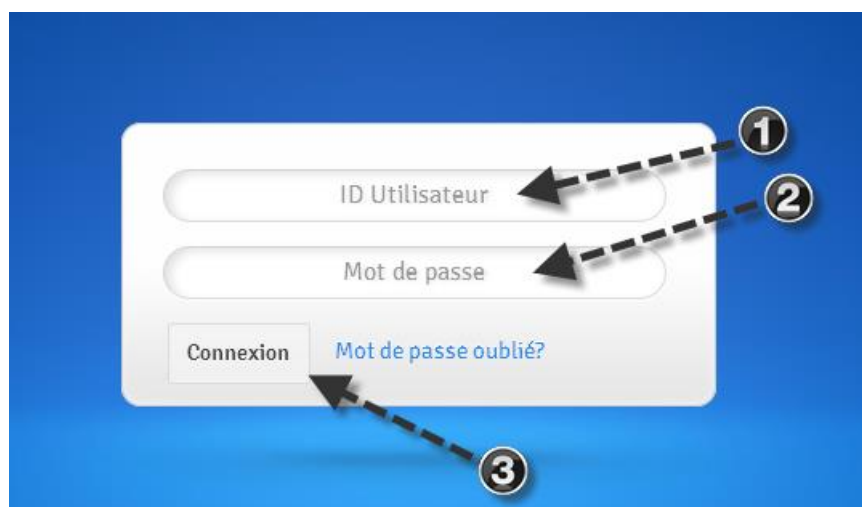 1
ID Utilisateur
2
Mot de passe
Connexion
Mot de passe oublié?
3